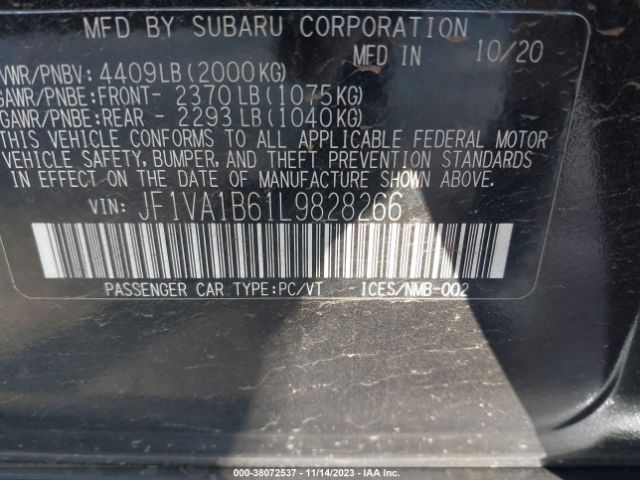 MFD BY SUBARU CORPORATION
MFD IN 10/20
VWR/PNBV: 4409LB(2000KG)
GAWR/PNBE:FRONT- 2370LB(1075KG)
GAWR/PNBE:REAR - 2293LB(1040KG)
THIS VEHICLE CONFORMS TO ALL APPLICABLE FEDERAL MOTOR
VEHICLE SAFETY, BUMPER, AND THEFT PREVENTION STANDARDS
IN EFFECT ON THE DATE OF MANUFACTURE SHOWN ABOVE.
VIN: JF1VA1B61L9828266
PASSENGER CAR TYPE:PC/VT ICES/NMB-002
000-38072537 - 11/14/2023 - IAA Inc.